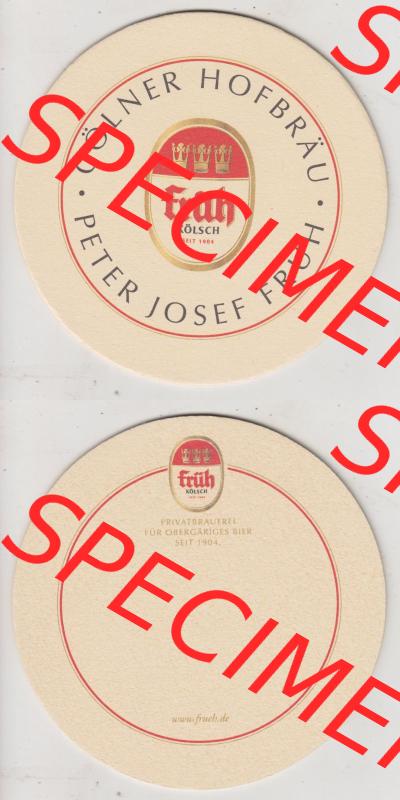 CÖLNER HOFBRÄU
PETER JOSEF FRÜH
früh
KÖLSCH
SEIT 1904
SPECIMEN
früh
KÖLSCH
SEIT 1904
PRIVATBRAUEREI
FÜR OBERGÄRIGES BIER
SEIT 1904.
www.frueh.de
SPECIMEN